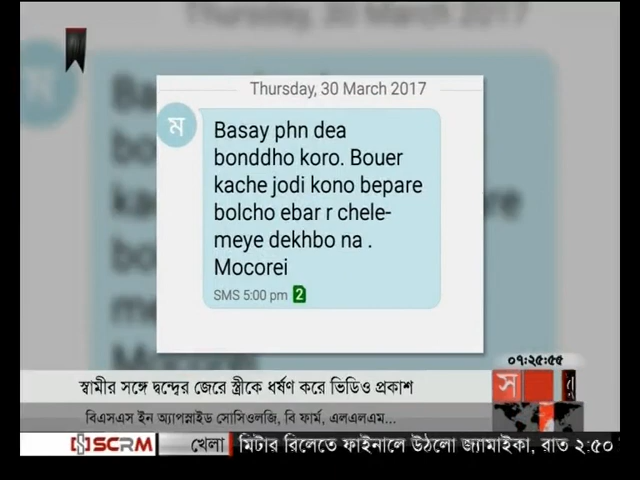 Thursday, 30 March 2017
ম
Basay phn dea
bonddho koro. Bouer
kache jodi kono bepare
bolcho ebar r chele-
meye dekhbo na .
Mocorei
SMS 5:00 pm 2
০৭:২৫:৫৫
স্বামীর সঙ্গে দ্বন্দ্বের জেরে স্ত্রীকে ধর্ষণ করে ভিডিও প্রকাশ
স র
বিএসএস ইন অ্যাপস্লাইড সোসিওলজি, বি ফার্ম, এলএলএম...
SCRM খেলা মিটার রিলেতে ফাইনালে উঠলো জ্যামাইকা, রাত ২:৫০